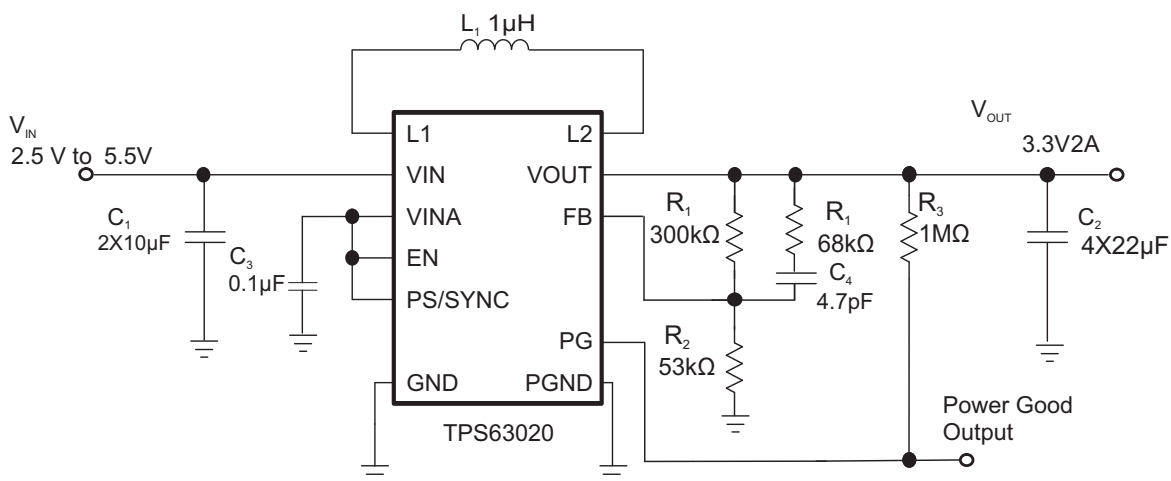 L₁ 1µH
V_IN
2.5 V to 5.5V
V_OUT
3.3V2A
L1
L2
VIN
VOUT
VINA
FB
EN
PS/SYNC
PG
GND
PGND
TPS63020
C₁
2X10µF
C₃
0.1µF
R₁
300kΩ
R₁
68kΩ
C₄
4.7pF
R₂
53kΩ
R₃
1MΩ
C₂
4X22µF
Power Good
Output